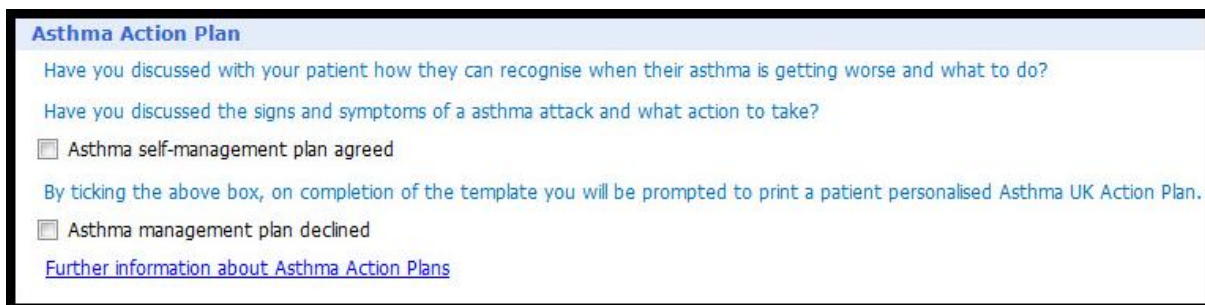 Asthma Action Plan
Have you discussed with your patient how they can recognise when their asthma is getting worse and what to do?
Have you discussed the signs and symptoms of a asthma attack and what action to take?
Asthma self-management plan agreed
By ticking the above box, on completion of the template you will be prompted to print a patient personalised Asthma UK Action Plan.
Asthma management plan declined
Further information about Asthma Action Plans